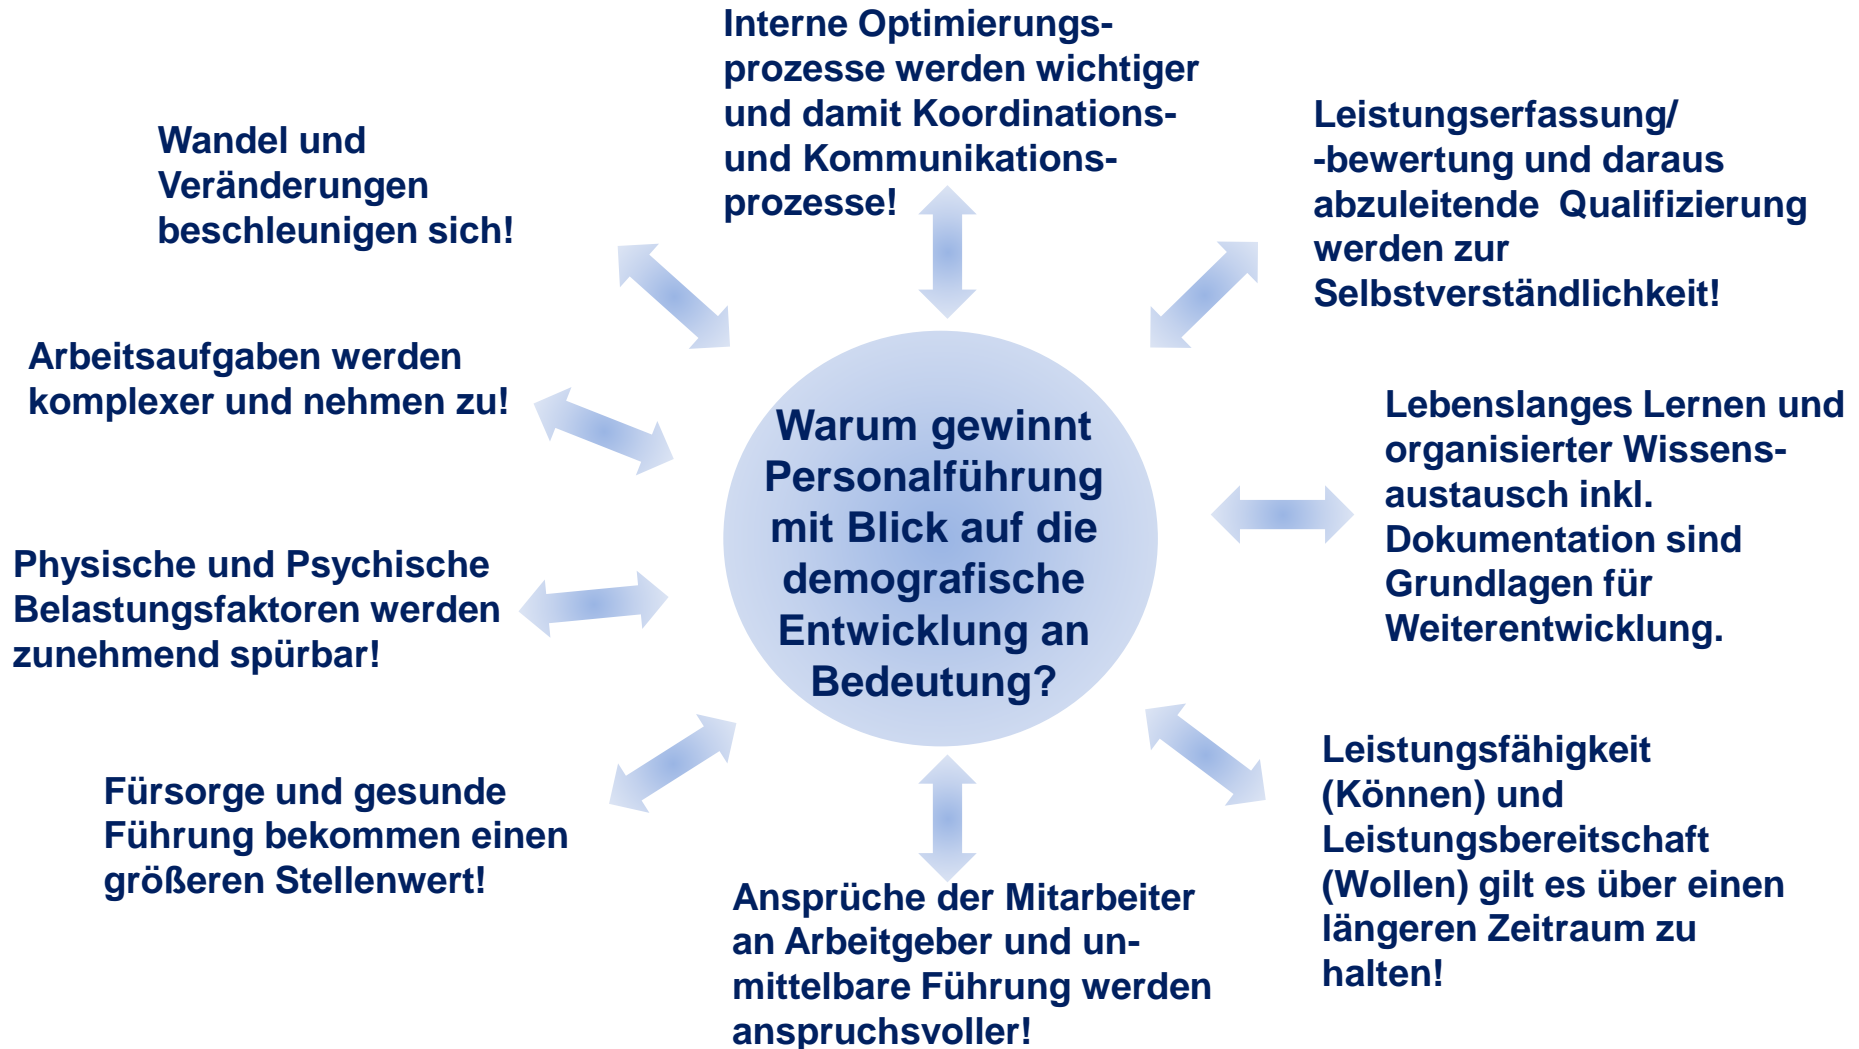 Interne Optimierungs-
prozesse werden wichtiger
und damit Koordinations-
und Kommunikations-
prozesse!
Leistungserfassung/
-bewertung und daraus
abzuleitende Qualifizierung
werden zur
Selbstverständlichkeit!
Lebenslanges Lernen und
organisierter Wissens-
austausch inkl.
Dokumentation sind
Grundlagen für
Weiterentwicklung.
Leistungsfähigkeit
(Können) und
Leistungsbereitschaft
(Wollen) gilt es über einen
längeren Zeitraum zu
halten!
Ansprüche der Mitarbeiter
an Arbeitgeber und un-
mittelbare Führung werden
anspruchsvoller!
Fürsorge und gesunde
Führung bekommen einen
größeren Stellenwert!
Physische und Psychische
Belastungsfaktoren werden
zunehmend spürbar!
Arbeitsaufgaben werden
komplexer und nehmen zu!
Wandel und
Veränderungen
beschleunigen sich!
Warum gewinnt
Personalführung
mit Blick auf die
demografische
Entwicklung an
Bedeutung?